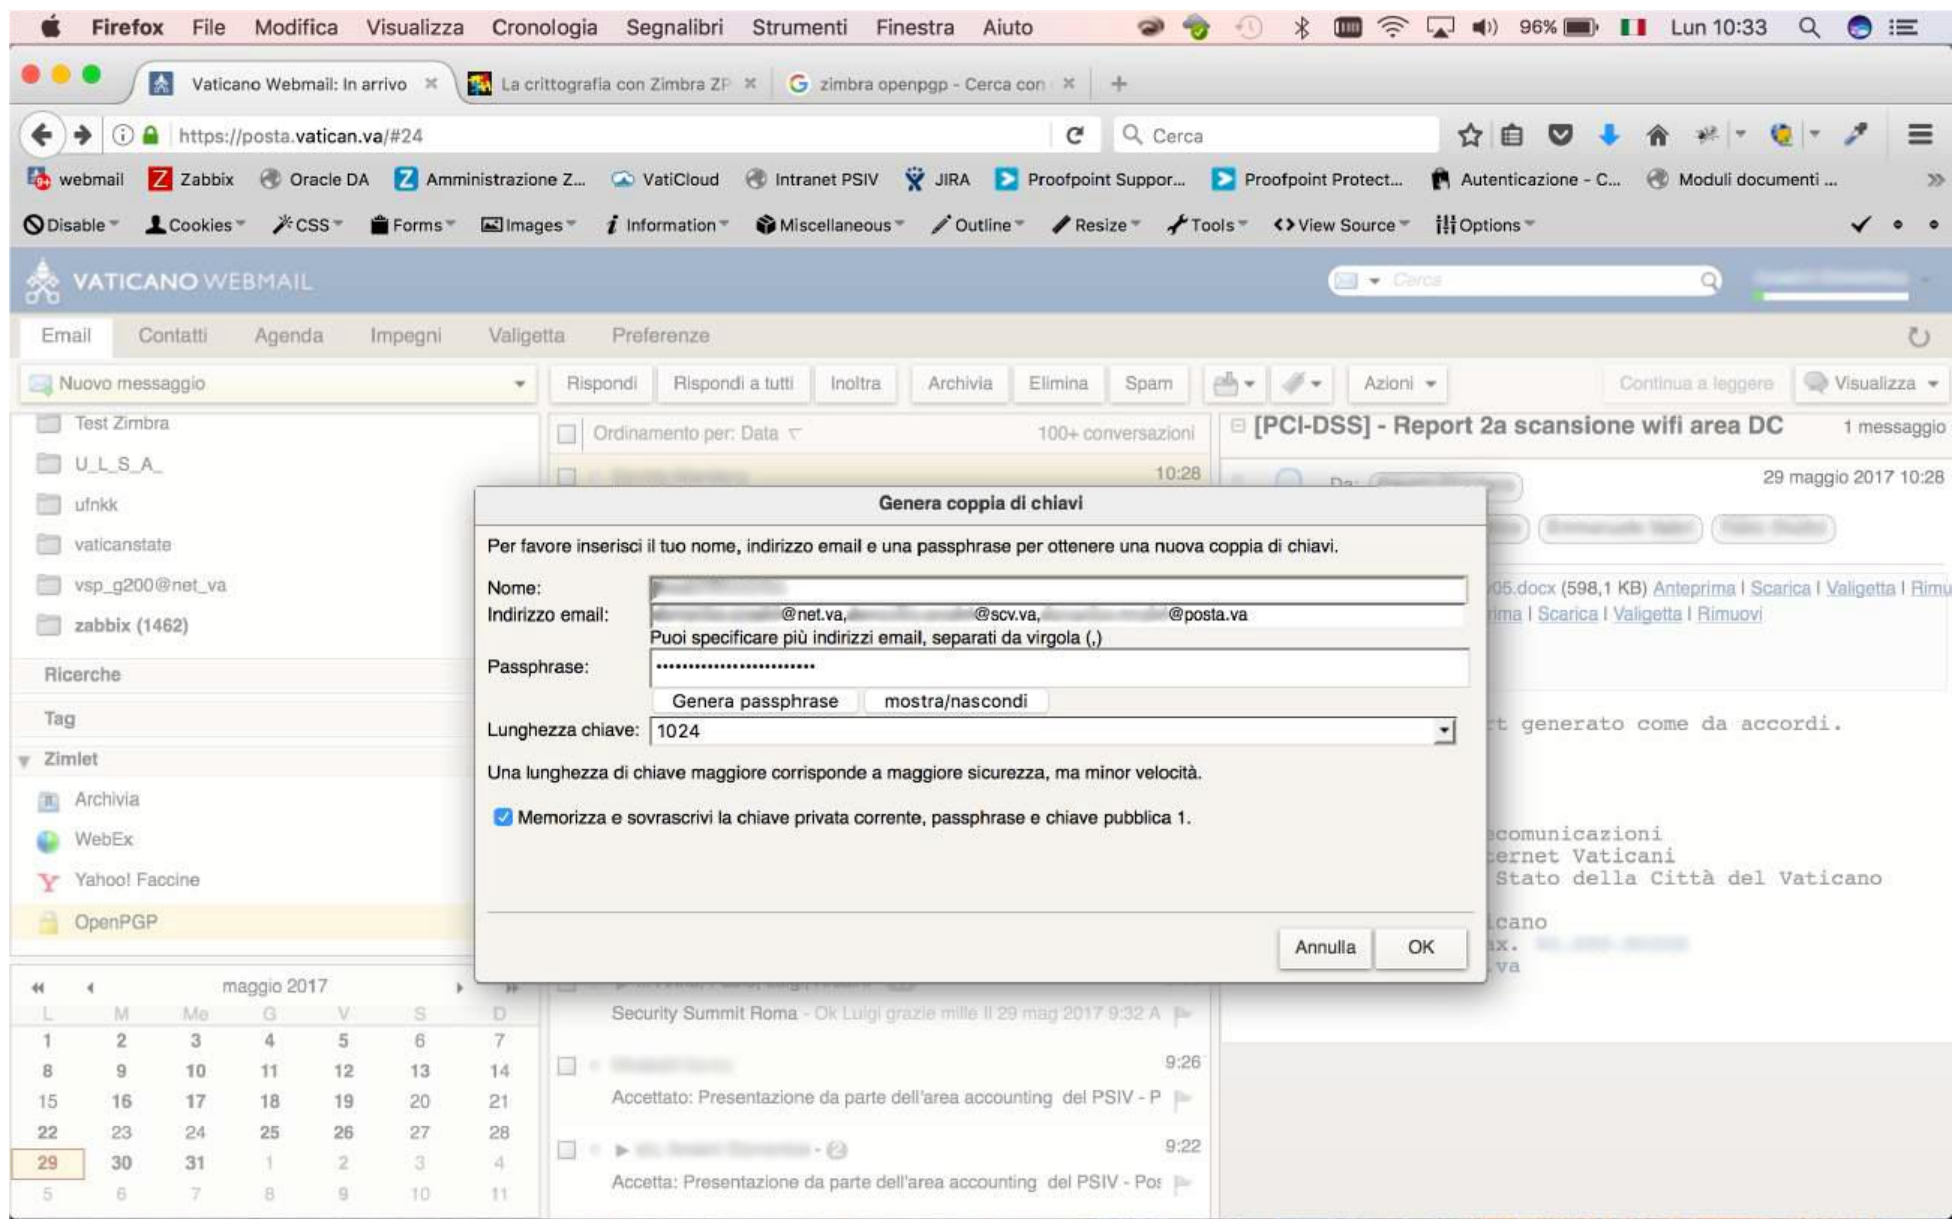 Firefox File Modifica Visualizza Cronologia Segnalibri Strumenti Finestra Aiuto 96% Lun 10:33
Vaticano Webmail: In arrivo La crittografia con Zimbra ZP zimbra openpgp - Cerca con
https://posta.vatican.va/#24 Cerca
webmail Zabbix Oracle DA Amministrazione Z... VatiCloud Intranet PSIV JIRA Proofpoint Suppor... Proofpoint Protect... Autenticazione - C... Moduli documenti ...
Disable Cookies CSS Forms Images Information Miscellaneous Outline Resize Tools View Source Options
VATICANO WEBMAIL Cerca
Email Contatti Agenda Impegni Valigetta Preferenze
Nuovo messaggio Rispondi Rispondi a tutti Inoltra Archivia Elimina Spam Azioni Continua a leggere Visualizza
Test Zimbra
U_L_S_A_
ufnkk
vaticanstate
vsp_g200@net_va
zabbix (1462)
Ricerche
Tag
Zimlet
Archivia
WebEx
Yahoo! Faccine
OpenPGP
maggio 2017
L M Me G V S D
1 2 3 4 5 6 7
8 9 10 11 12 13 14
15 16 17 18 19 20 21
22 23 24 25 26 27 28
29 30 31 1 2 3 4
5 6 7 8 9 10 11
Ordinamento per: Data 100+ conversazioni
10:28
Genera coppia di chiavi
Per favore inserisci il tuo nome, indirizzo email e una passphrase per ottenere una nuova coppia di chiavi.
Nome:
Indirizzo email: @net.va, @scv.va, @posta.va
Puoi specificare più indirizzi email, separati da virgola (,)
Passphrase: •••••••••••••••••••••••••
Genera passphrase mostra/nascondi
Lunghezza chiave: 1024
Una lunghezza di chiave maggiore corrisponde a maggiore sicurezza, ma minor velocità.
Memorizza e sovrascrivi la chiave privata corrente, passphrase e chiave pubblica 1.
Annulla OK
Security Summit Roma - Ok Luigi grazie mille Il 29 mag 2017 9:32 A
9:26
Accettato: Presentazione da parte dell'area accounting del PSIV - P
- 2 9:22
Accetta: Presentazione da parte dell'area accounting del PSIV - Pos
[PCI-DSS] - Report 2a scansione wifi area DC 1 messaggio
Da: 29 maggio 2017 10:28
05.docx (598,1 KB) Anteprima | Scarica | Valigetta | Rimu
ima | Scarica | Valigetta | Rimuovi
rt generato come da accordi.
comunicazioni
ernet Vaticani
Stato della Città del Vaticano
cano
ax.
.va